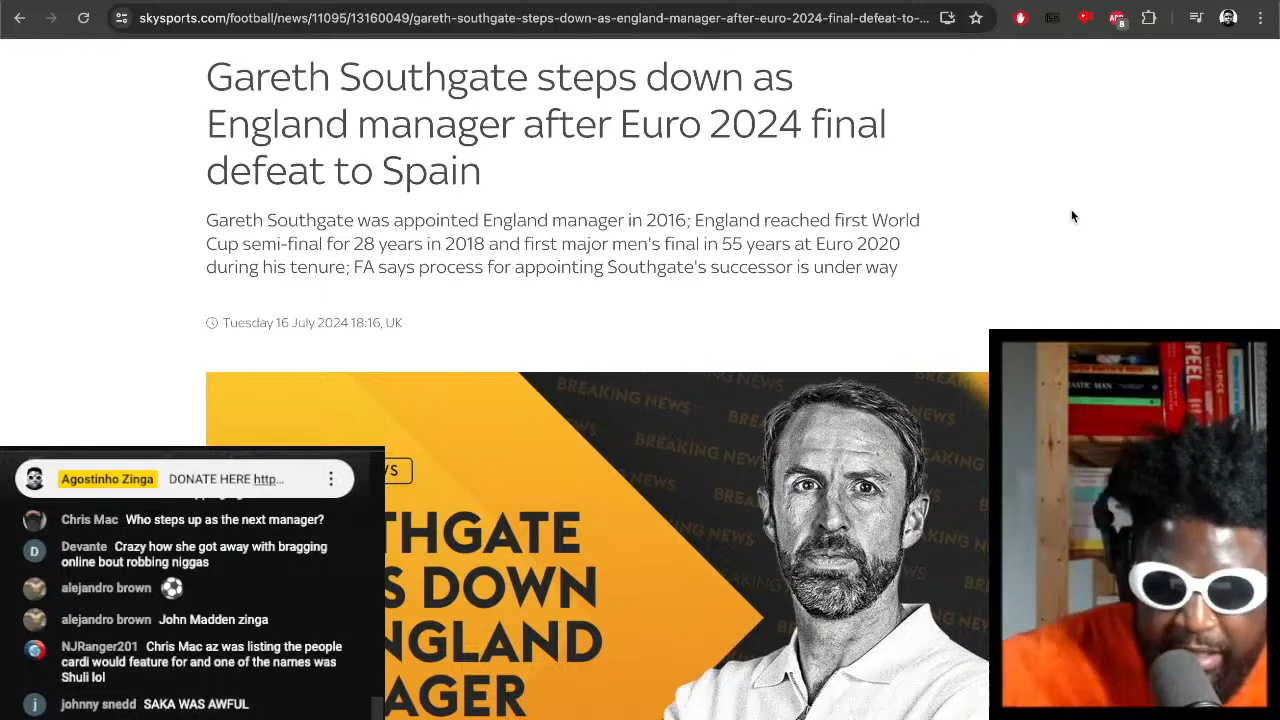 skysports.com/football/news/11095/13160049/gareth-southgate-steps-down-as-england-manager-after-euro-2024-final-defeat-to-...
8
Gareth Southgate steps down as
England manager after Euro 2024 final
defeat to Spain
Gareth Southgate was appointed England manager in 2016; England reached first World
Cup semi-final for 28 years in 2018 and first major men's final in 55 years at Euro 2020
during his tenure; FA says process for appointing Southgate's successor is under way
Tuesday 16 July 2024 18:16, UK
BREAKING NEWS
BREAKING NEWS
THGATE
S DOWN
NGLAND
AGER
Agostinho Zinga DONATE HERE http...
Chris Mac Who steps up as the next manager?
Devante Crazy how she got away with bragging
online bout robbing niggas
alejandro brown
alejandro brown John Madden zinga
NJRanger201 Chris Mac az was listing the people
cardi would feature for and one of the names was
Shuli lol
johnny snedd SAKA WAS AWFUL